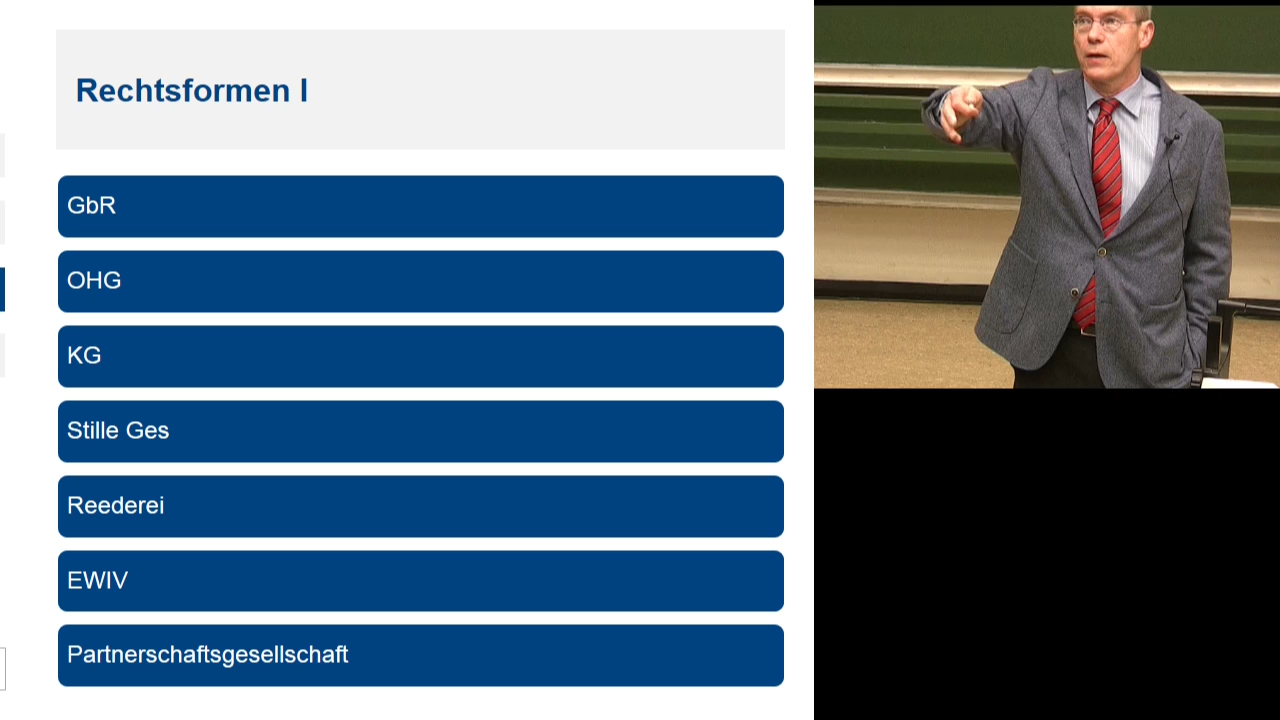 Rechtsformen I
GbR
OHG
KG
Stille Ges
Reederei
EWIV
Partnerschaftsgesellschaft